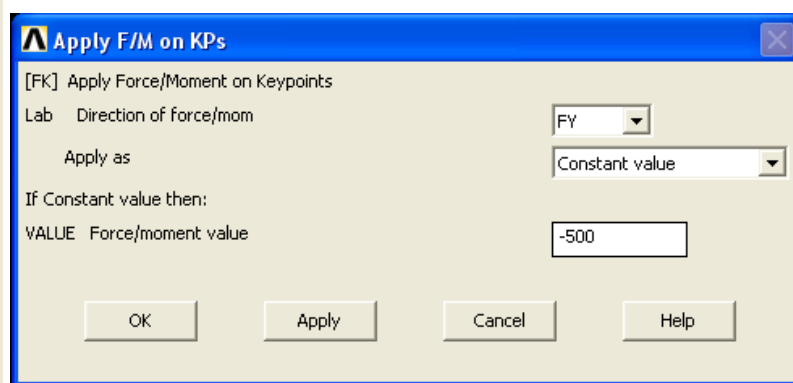 Apply F/M on KPs
[FK] Apply Force/Moment on Keypoints
Lab Direction of force/mom FY
Apply as Constant value
If Constant value then:
VALUE Force/moment value -500
OK Apply Cancel Help